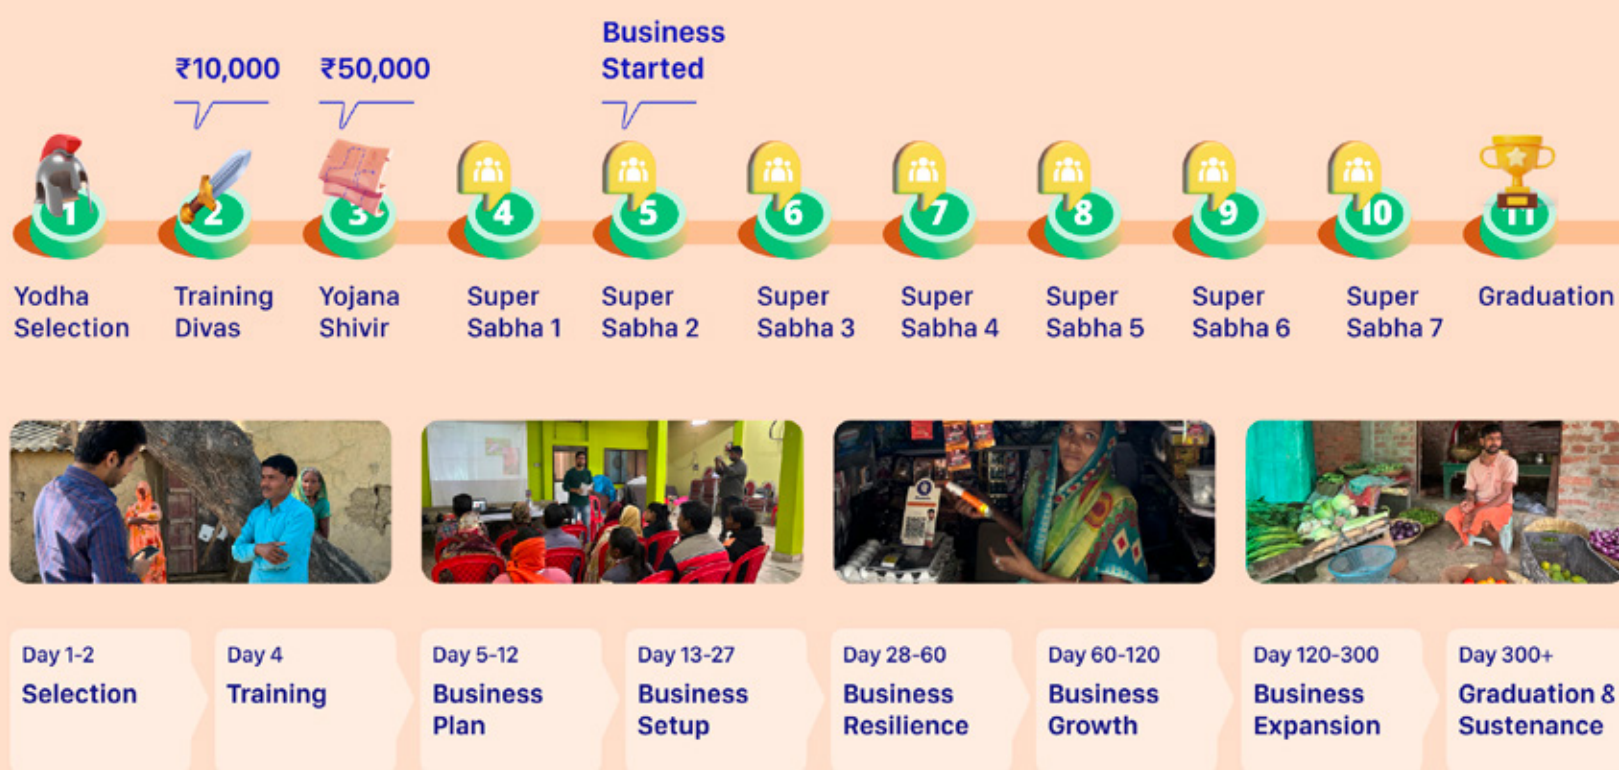 ₹10,000
₹50,000
Business
Started
1
2
3
4
5
6
7
8
9
10
11
Yodha
Selection
Training
Divas
Yojana
Shivir
Super
Sabha 1
Super
Sabha 2
Super
Sabha 3
Super
Sabha 4
Super
Sabha 5
Super
Sabha 6
Super
Sabha 7
Graduation
Day 1-2
Selection
Day 4
Training
Day 5-12
Business
Plan
Day 13-27
Business
Setup
Day 28-60
Business
Resilience
Day 60-120
Business
Growth
Day 120-300
Business
Expansion
Day 300+
Graduation &
Sustenance